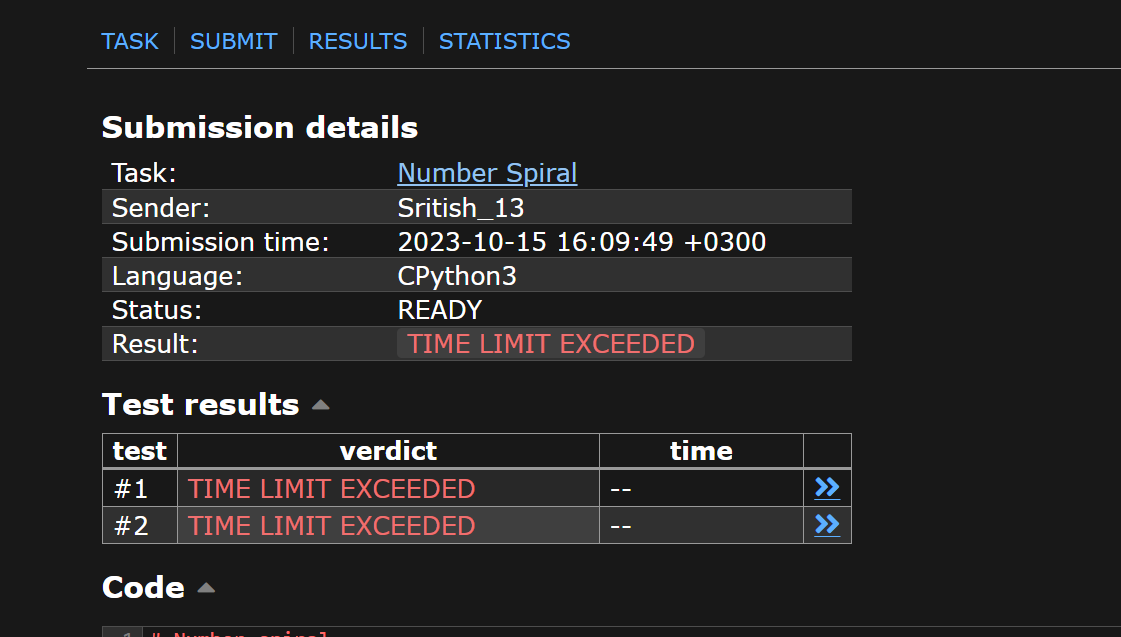 TASK SUBMIT RESULTS STATISTICS
Submission details
Task: Number Spiral
Sender: Sritish_13
Submission time: 2023-10-15 16:09:49 +0300
Language: CPython3
Status: READY
Result: TIME LIMIT EXCEEDED
Test results
test verdict time
#1 TIME LIMIT EXCEEDED -- »
#2 TIME LIMIT EXCEEDED -- »
Code
1 # Number spiral